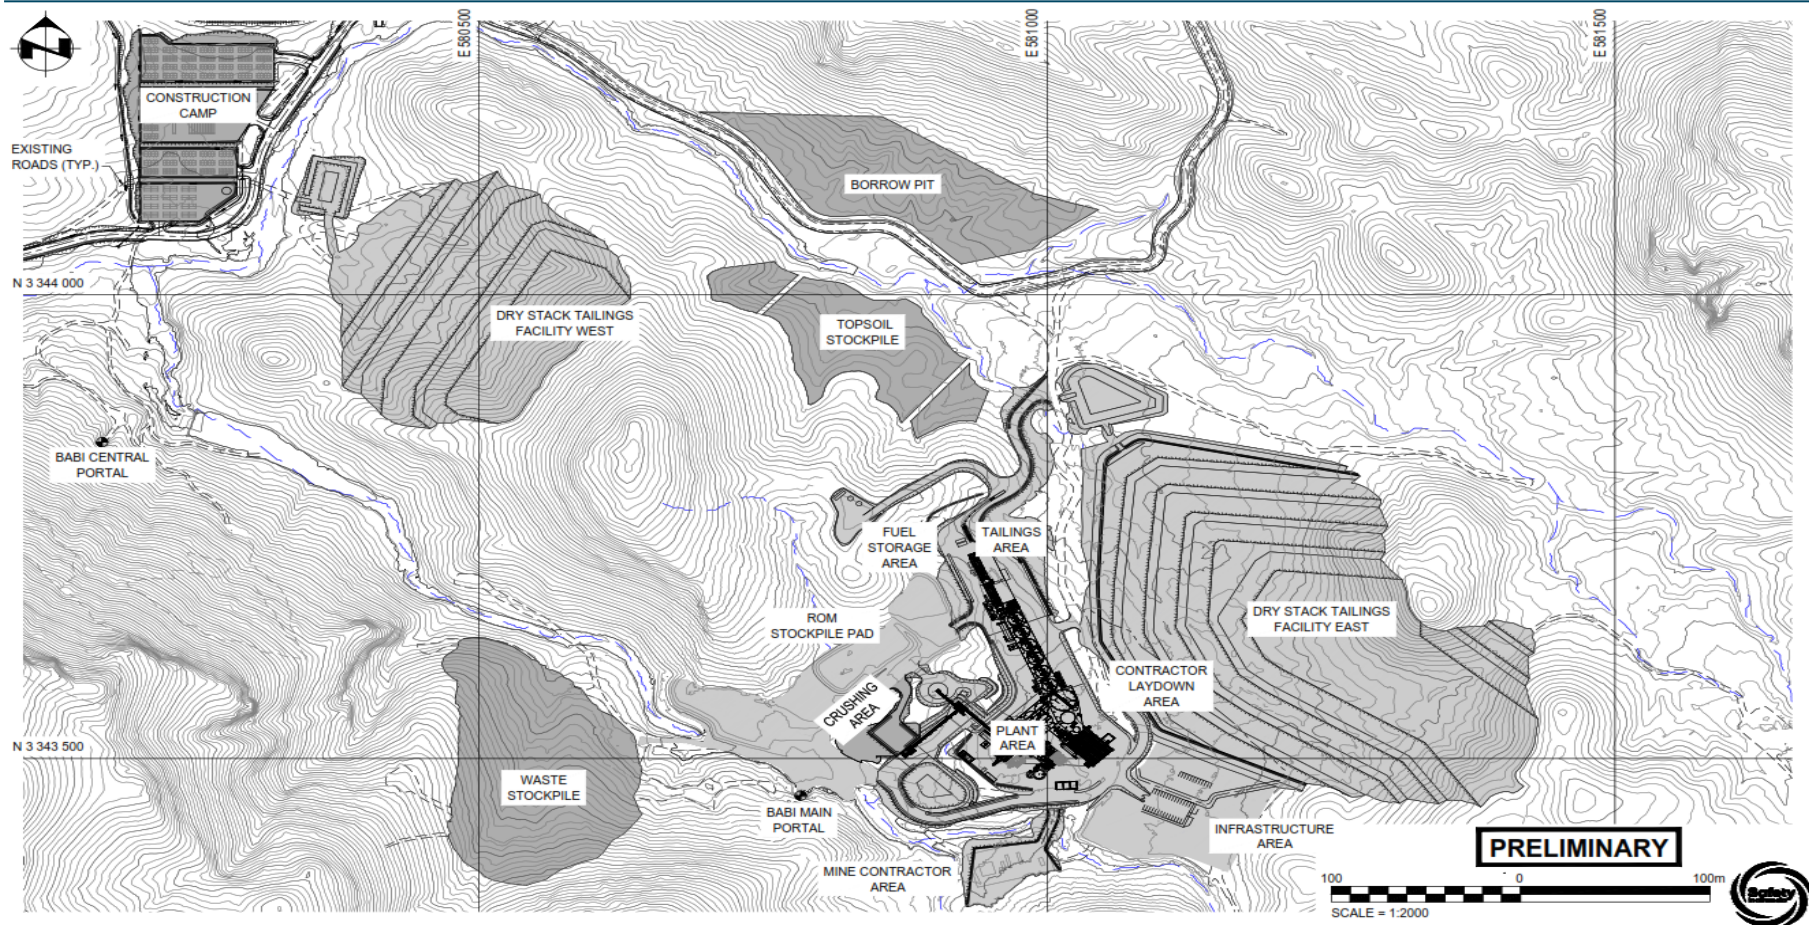 E 580 500
E 581 000
E 581 500
CONSTRUCTION
CAMP
EXISTING
ROADS (TYP.)
BORROW PIT
N 3 344 000
DRY STACK TAILINGS
FACILITY WEST
TOPSOIL
STOCKPILE
BABI CENTRAL
PORTAL
FUEL
STORAGE
AREA
TAILINGS
AREA
ROM
STOCKPILE PAD
DRY STACK TAILINGS
FACILITY EAST
CONTRACTOR
LAYDOWN
AREA
CRUSHING
AREA
PLANT
AREA
N 3 343 500
WASTE
STOCKPILE
BABI MAIN
PORTAL
INFRASTRUCTURE
AREA
MINE CONTRACTOR
AREA
PRELIMINARY
100 0 100m
SCALE = 1:2000
Safety